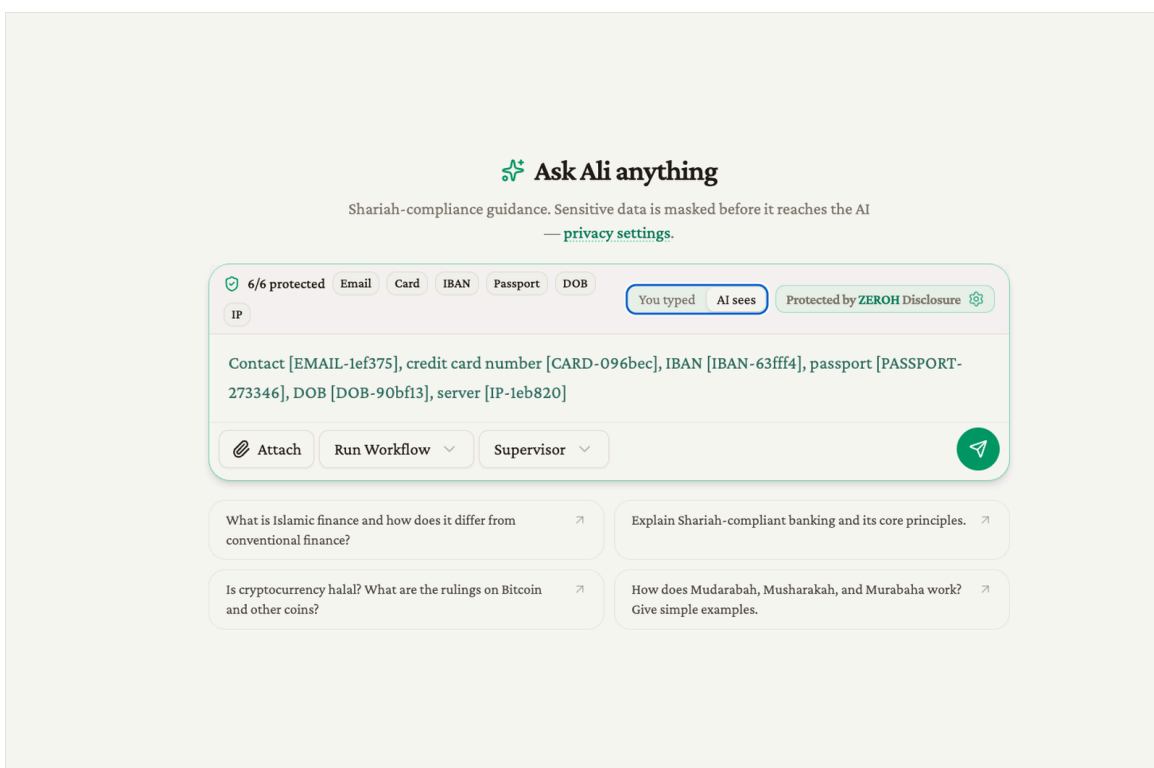 Ask Ali anything
Shariah-compliance guidance. Sensitive data is masked before it reaches the AI
— privacy settings.
6/6 protected Email Card IBAN Passport DOB
IP
You typed AI sees Protected by ZEROH Disclosure
Contact [EMAIL-1ef375], credit card number [CARD-096bec], IBAN [IBAN-63fff4], passport [PASSPORT-
273346], DOB [DOB-90bf13], server [IP-1eb820]
Attach Run Workflow Supervisor
What is Islamic finance and how does it differ from
conventional finance?
Explain Shariah-compliant banking and its core principles.
Is cryptocurrency halal? What are the rulings on Bitcoin
and other coins?
How does Mudarabah, Musharakah, and Murabaha work?
Give simple examples.